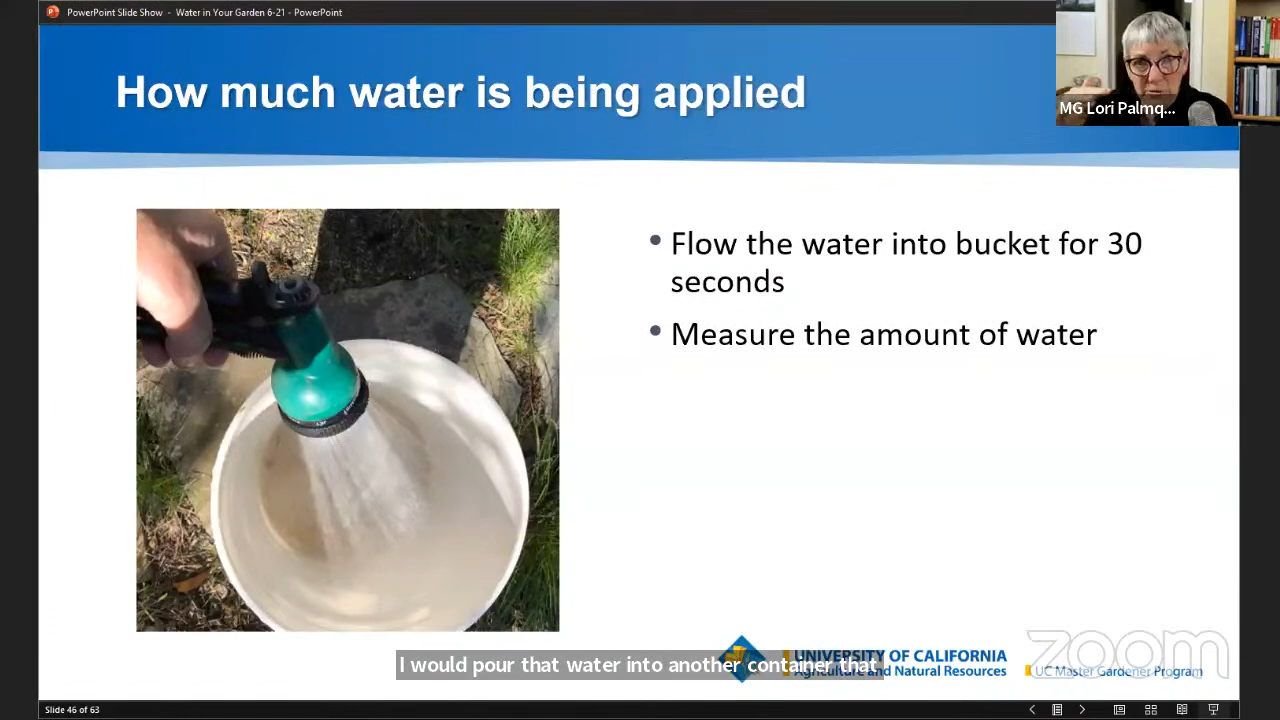 PowerPoint Slide Show - Water in Your Garden 6-21 - PowerPoint
How much water is being applied
MG Lori Palmq...
• Flow the water into bucket for 30
seconds
• Measure the amount of water
I would pour that water into another container that
UNIVERSITY OF CALIFORNIA
Agriculture and Natural Resources
UC Master Gardener Program
zoom
Slide 46 of 63